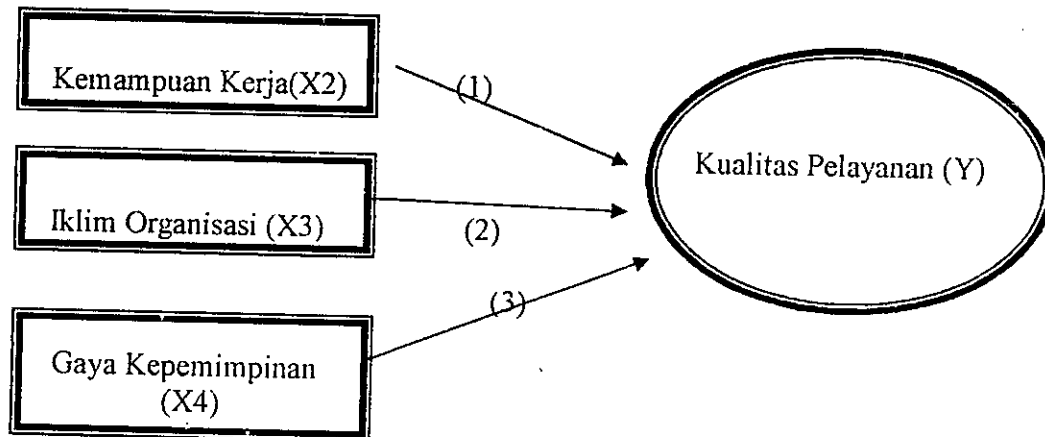 Kemampuan Kerja(X2)
(1)
Kualitas Pelayanan (Y)
Iklim Organisasi (X3)
(2)
(3)
Gaya Kepemimpinan
(X4)